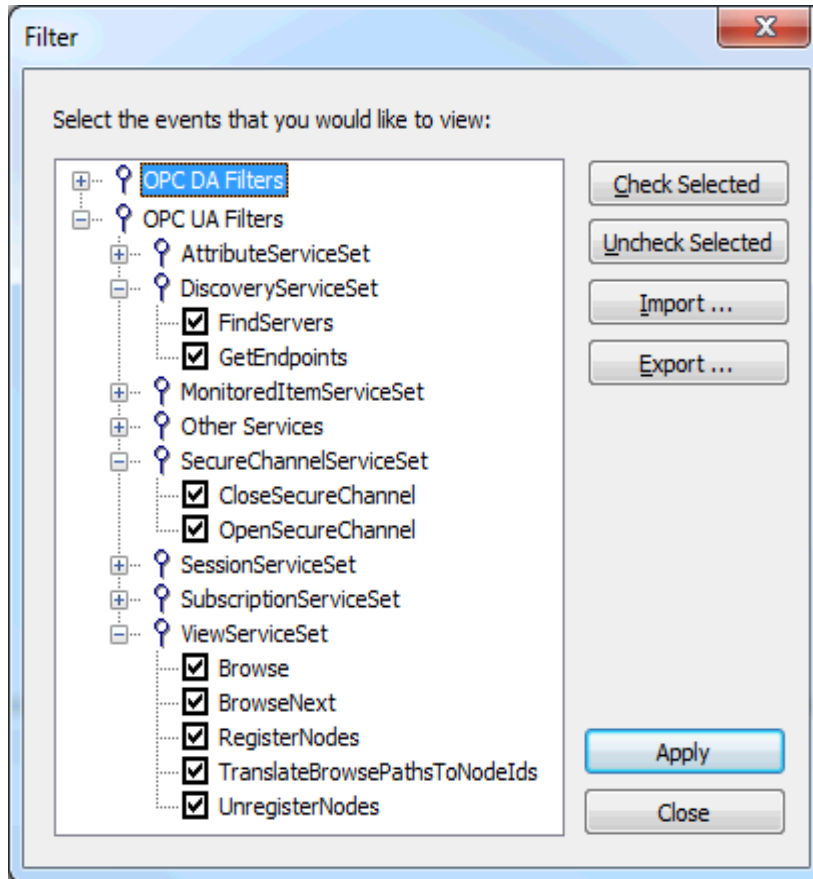 Filter
Select the events that you would like to view:
OPC DA Filters
OPC UA Filters
AttributeServiceSet
DiscoveryServiceSet
FindServers
GetEndpoints
MonitoredItemServiceSet
Other Services
SecureChannelServiceSet
CloseSecureChannel
OpenSecureChannel
SessionServiceSet
SubscriptionServiceSet
ViewServiceSet
Browse
BrowseNext
RegisterNodes
TranslateBrowsePathsToNodeIds
UnregisterNodes
Check Selected
Uncheck Selected
Import ...
Export ...
Apply
Close